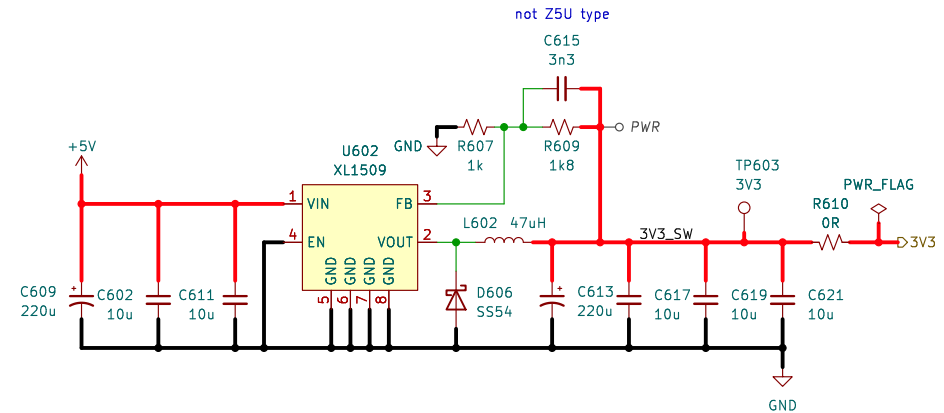 not Z5U type
C615
3n3
PWR
GND
R607
1k
R609
1k8
+5V
U602
XL1509
1
VIN
FB
3
4
EN
VOUT
2
GND
GND
GND
GND
5
6
7
8
L602
47uH
3V3_SW
TP603
3V3
PWR_FLAG
R610
0R
3V3
C609
220u
C602
10u
C611
10u
D606
SS54
C613
220u
C617
10u
C619
10u
C621
10u
GND